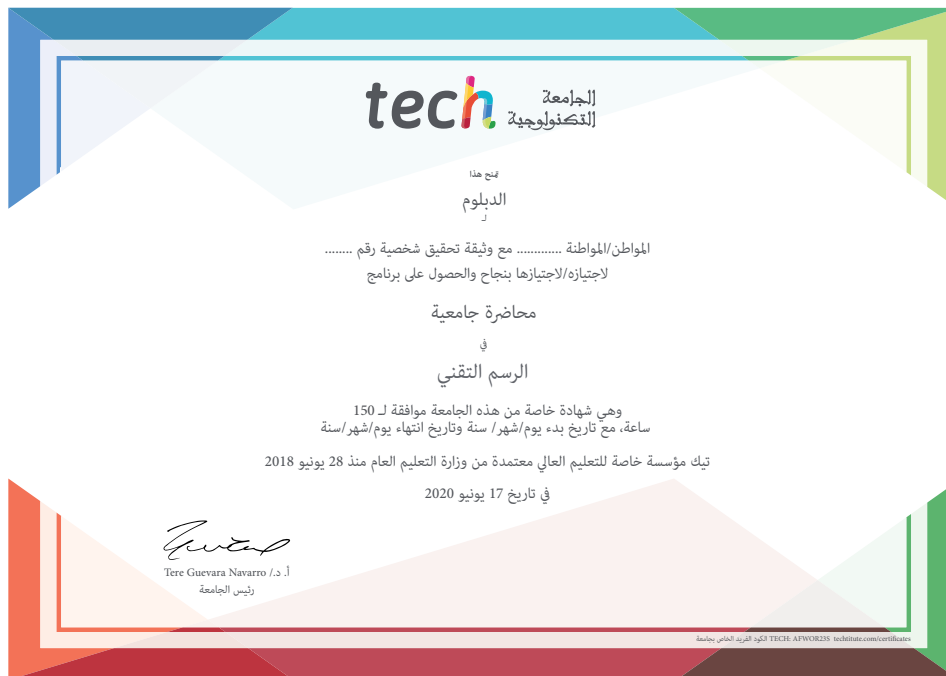 tech الجامعة
التكنولوجية
يمنح هذا
الدبلوم
لـ
المواطن/المواطنة ............. مع وثيقة تحقيق شخصية رقم ........
لاجتيازه/لاجتيازها بنجاح والحصول على برنامج
محاضرة جامعية
في
الرسم التقني
وهي شهادة خاصة من هذه الجامعة موافقة لـ 150
ساعة، مع تاريخ بدء يوم/شهر/ سنة وتاريخ انتهاء يوم/شهر/سنة
تيك مؤسسة خاصة للتعليم العالي معتمدة من وزارة التعليم العام منذ 28 يونيو 2018
في تاريخ 17 يونيو 2020
أ. د./ Tere Guevara Navarro
رئيس الجامعة
الكود الفريد الخاص بجامعة TECH: AFWOR23S techtitute.com/certificates